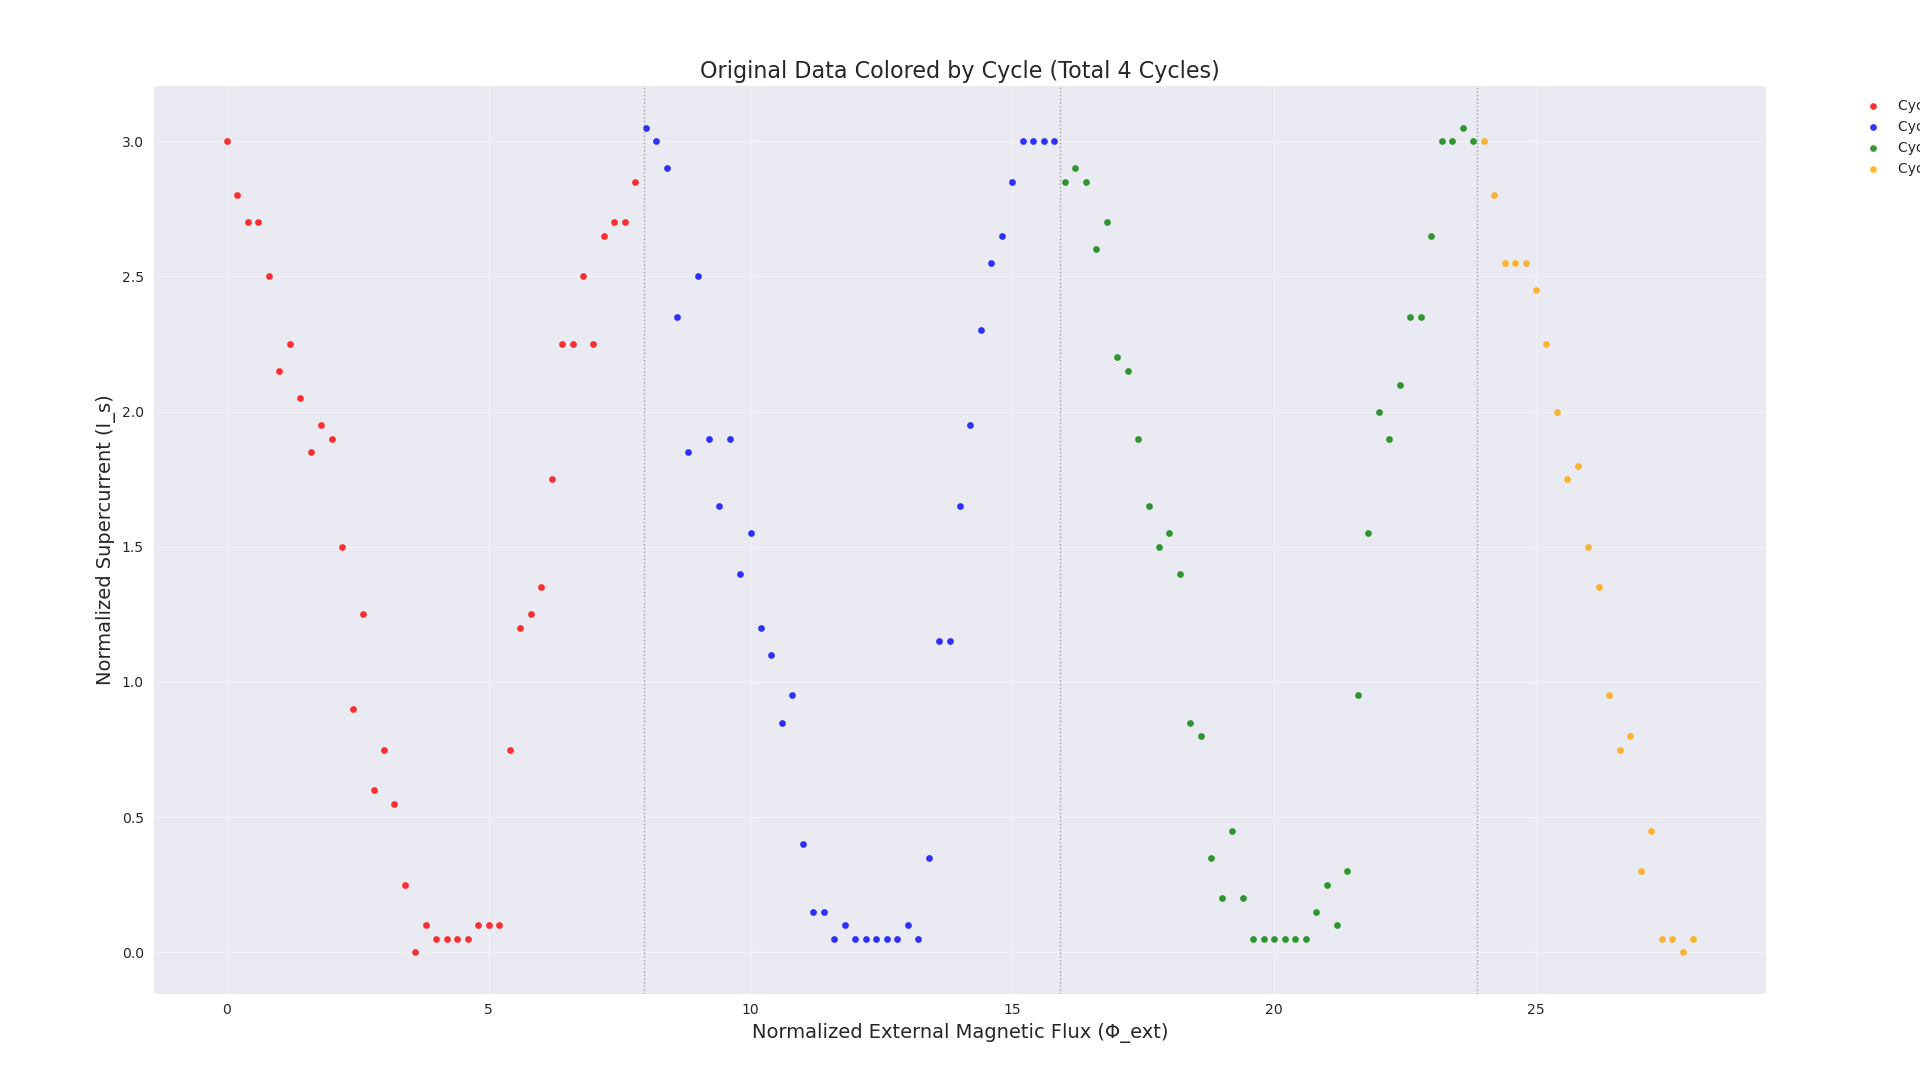 Original Data Colored by Cycle (Total 4 Cycles)
Normalized Supercurrent (I_s)
3.0
2.5
2.0
1.5
1.0
0.5
0.0
0
5
10
15
20
25
Normalized External Magnetic Flux (Φ_ext)
Cyc
Cyc
Cyc
Cyc